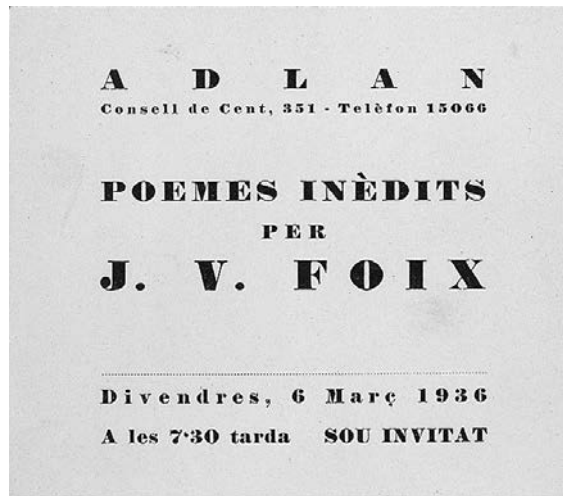 ADLAN
Consell de Cent, 351 - Telèfon 15066
POEMES INÈDITS
PER
J. V. FOIX
Divendres, 6 Març 1936
A les 7·30 tarda SOU INVITAT